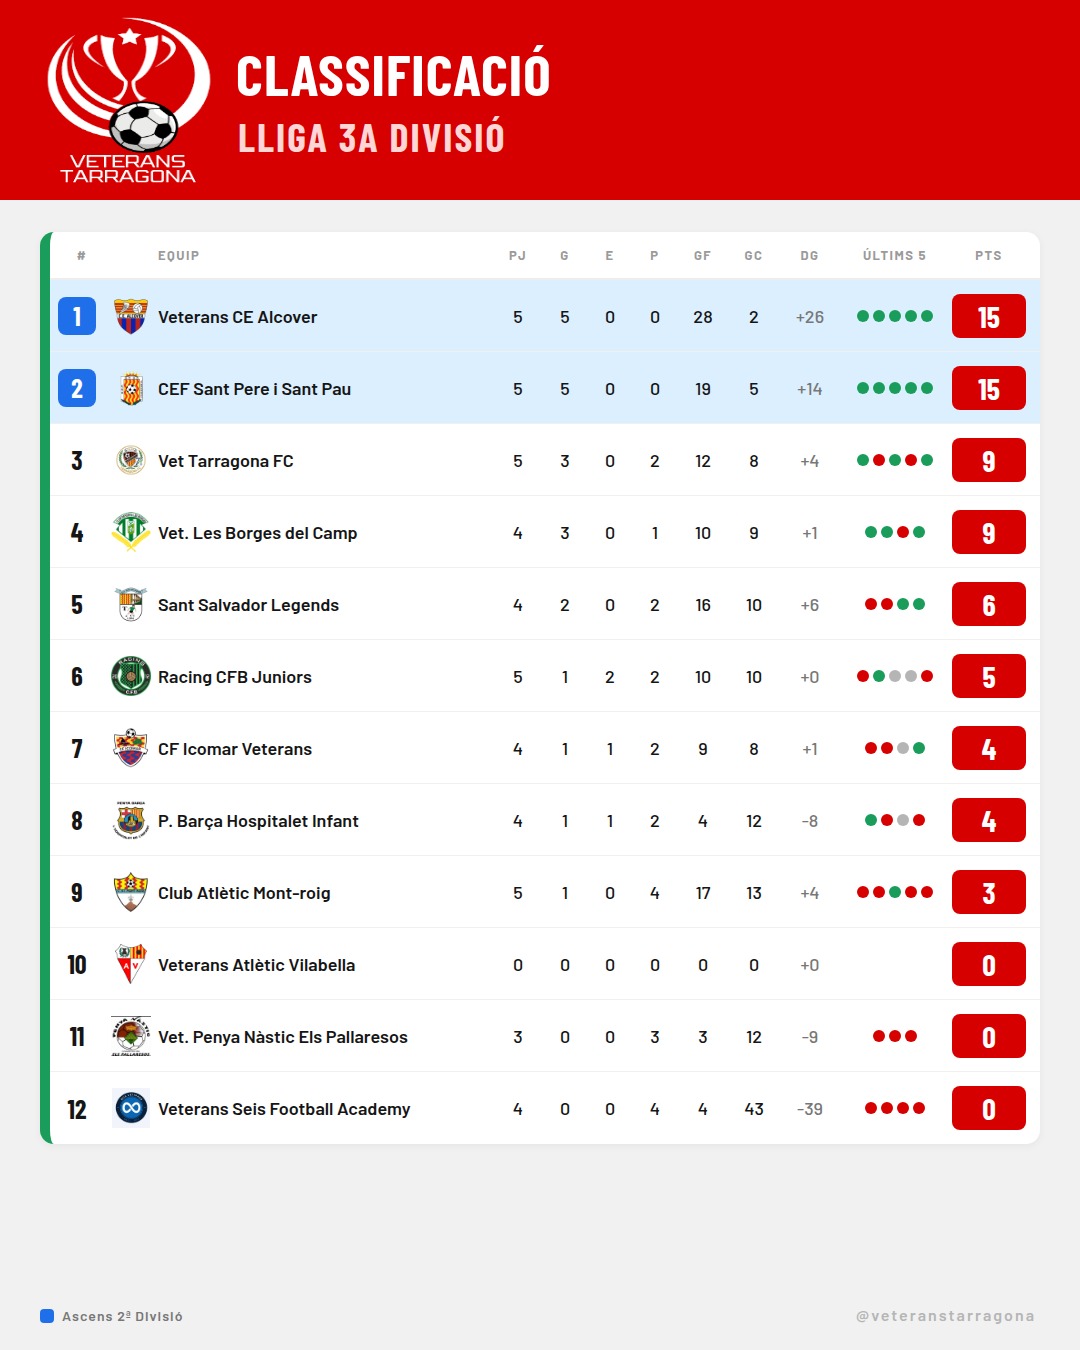 VETERANS
TARRAGONA
CLASSIFICACIÓ
LLIGA 3A DIVISIÓ
# EQUIP PJ G E P GF GC DG ÚLTIMS 5 PTS
1 Veterans CE Alcover 5 5 0 0 28 2 +26 15
2 CEF Sant Pere i Sant Pau 5 5 0 0 19 5 +14 15
3 Vet Tarragona FC 5 3 0 2 12 8 +4 9
4 Vet. Les Borges del Camp 4 3 0 1 10 9 +1 9
5 Sant Salvador Legends 4 2 0 2 16 10 +6 6
6 Racing CFB Juniors 5 1 2 2 10 10 +0 5
7 CF Icomar Veterans 4 1 1 2 9 8 +1 4
8 P. Barça Hospitalet Infant 4 1 1 2 4 12 -8 4
9 Club Atlètic Mont-roig 5 1 0 4 17 13 +4 3
10 Veterans Atlètic Vilabella 0 0 0 0 0 0 +0 0
11 Vet. Penya Nàstic Els Pallaresos 3 0 0 3 3 12 -9 0
12 Veterans Seis Football Academy 4 0 0 4 4 43 -39 0
Ascens 2ª Divisió
@veteranstarragona